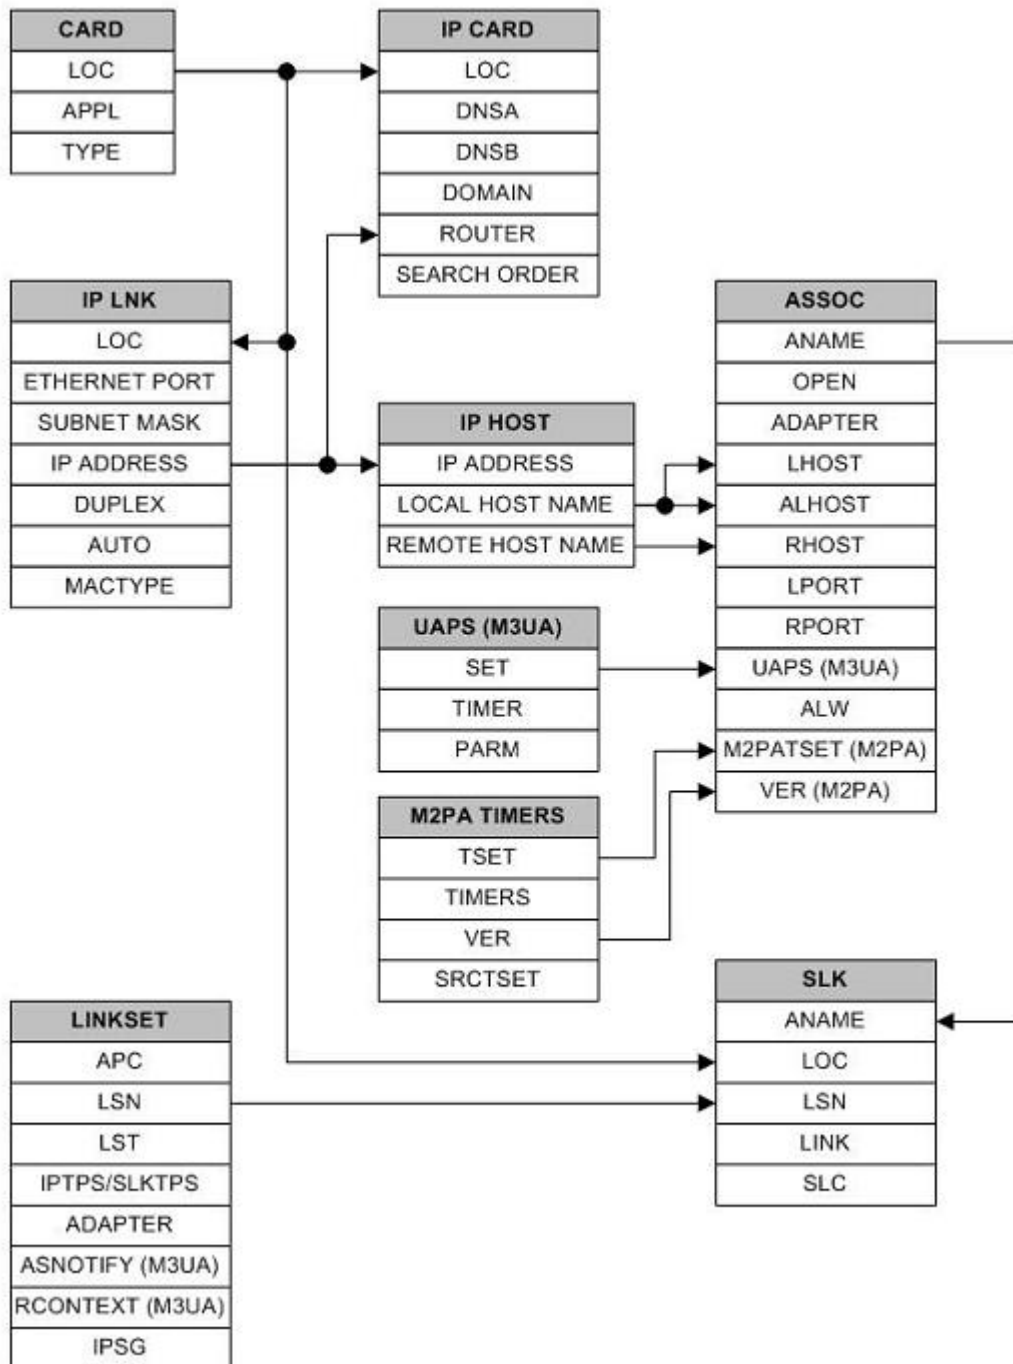 CARD
LOC
APPL
TYPE
IP CARD
LOC
DNSA
DNSB
DOMAIN
ROUTER
SEARCH ORDER
IP LNK
LOC
ETHERNET PORT
SUBNET MASK
IP ADDRESS
DUPLEX
AUTO
MACTYPE
IP HOST
IP ADDRESS
LOCAL HOST NAME
REMOTE HOST NAME
ASSOC
ANAME
OPEN
ADAPTER
LHOST
ALHOST
RHOST
LPORT
RPORT
UAPS (M3UA)
ALW
M2PATSET (M2PA)
VER (M2PA)
UAPS (M3UA)
SET
TIMER
PARM
M2PA TIMERS
TSET
TIMERS
VER
SRCTSET
LINKSET
APC
LSN
LST
IPTPS/SLKTPS
ADAPTER
ASNOTIFY (M3UA)
RCONTEXT (M3UA)
IPSG
SLK
ANAME
LOC
LSN
LINK
SLC